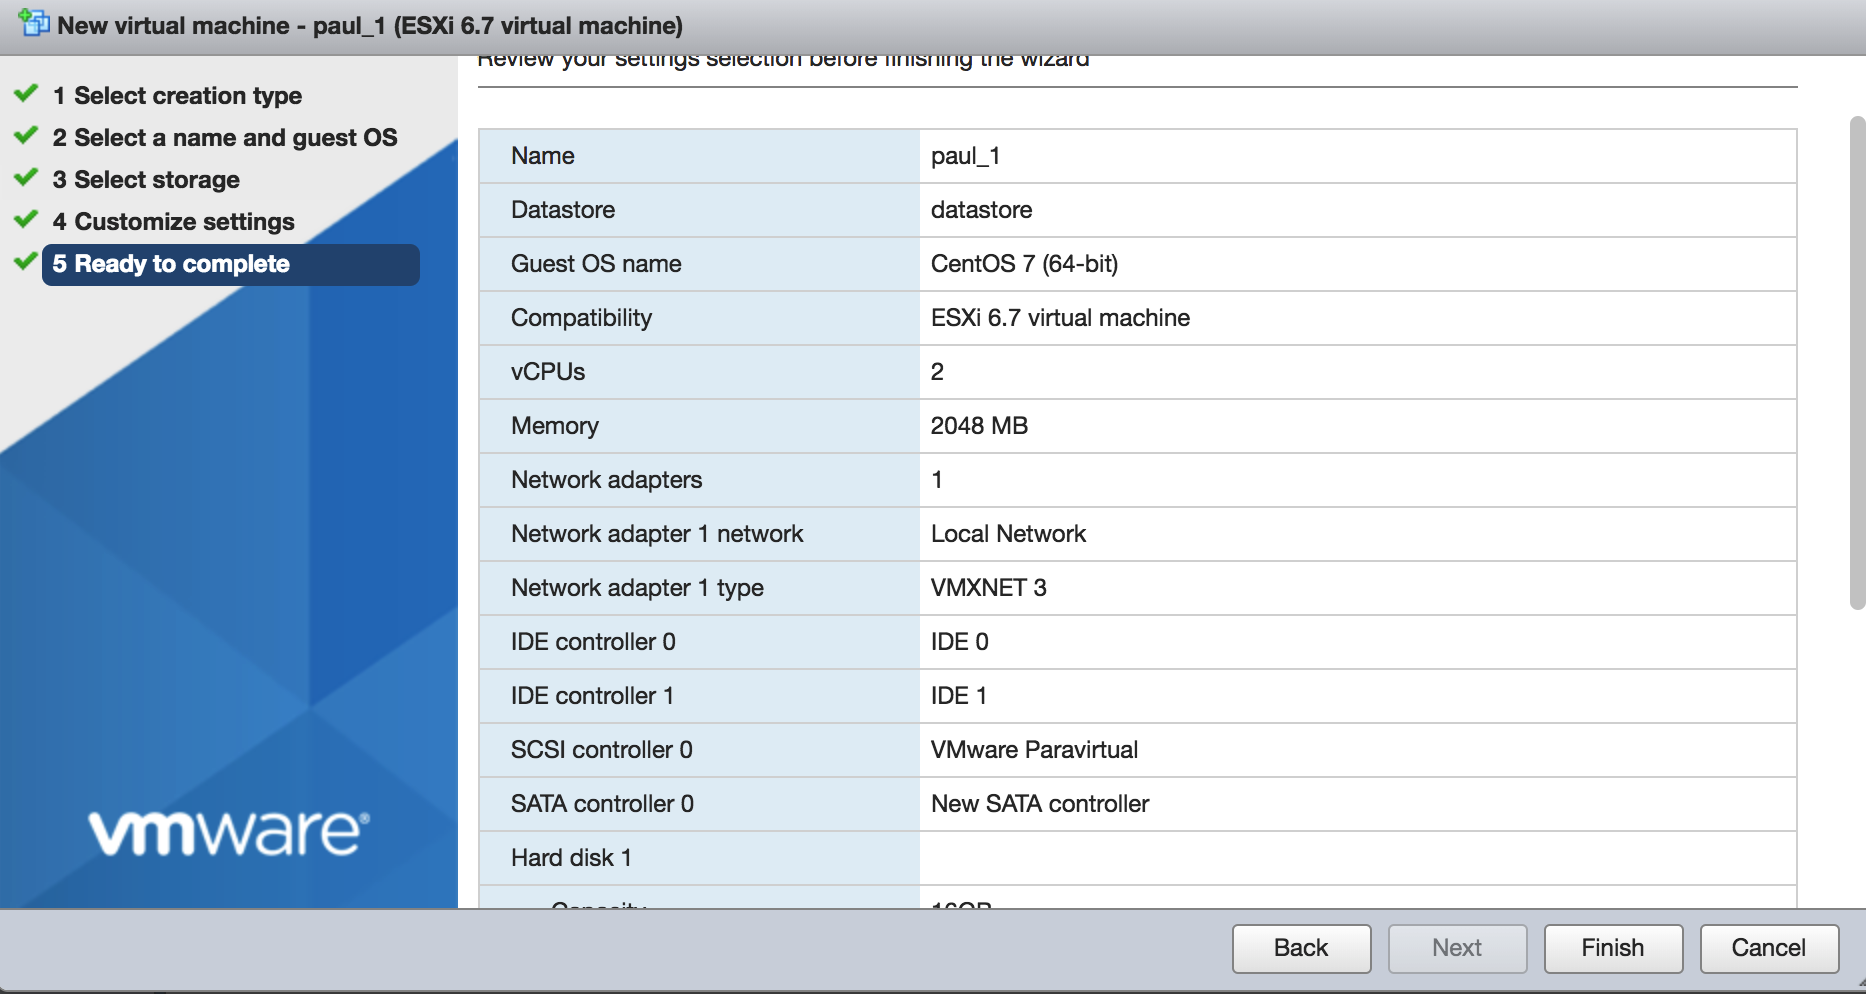 New virtual machine - paul_1 (ESXi 6.7 virtual machine)
1 Select creation type
2 Select a name and guest OS
3 Select storage
4 Customize settings
5 Ready to complete
vmware®
Review your settings selection before finishing the wizard
Name paul_1
Datastore datastore
Guest OS name CentOS 7 (64-bit)
Compatibility ESXi 6.7 virtual machine
vCPUs 2
Memory 2048 MB
Network adapters 1
Network adapter 1 network Local Network
Network adapter 1 type VMXNET 3
IDE controller 0 IDE 0
IDE controller 1 IDE 1
SCSI controller 0 VMware Paravirtual
SATA controller 0 New SATA controller
Hard disk 1
Capacity 16GB
Back Next Finish Cancel